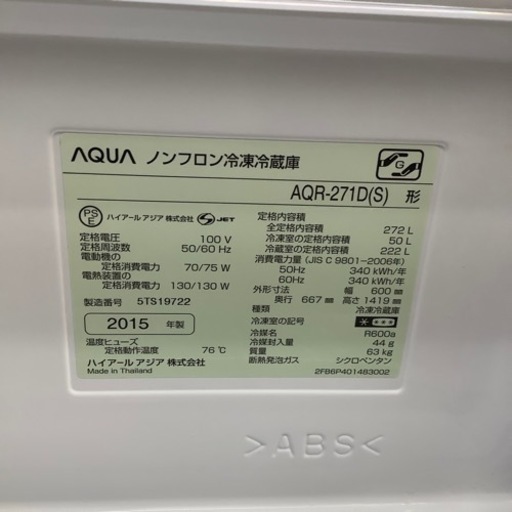 AQUA ノンフロン冷凍冷蔵庫
G
AQR-271D(S) 形
PS E ハイアール アジア 株式会社 S JET
定格電圧 100 V
定格周波数 50/60 Hz
電動機の
定格消費電力 70/75 W
電熱装置の
定格消費電力 130/130 W
製造番号 5TS19722
2015 年製
温度ヒューズ
定格動作温度 76℃
ハイアール アジア 株式会社
Made in Thailand
定格内容積
全定格内容積 272 L
冷凍室の定格内容積 50 L
冷蔵室の定格内容積 222 L
消費電力量(JIS C 9801-2006年)
50Hz 340 kWh/年
60Hz 340 kWh/年
外形寸法 幅 600 mm
奥行 667 mm 高さ 1419 mm
種類 冷凍冷蔵庫
冷凍室の記号
冷媒名 R600a
冷媒封入量 44 g
質量 63 kg
断熱発泡ガス シクロペンタン
2FB6P401483002
>ABS<